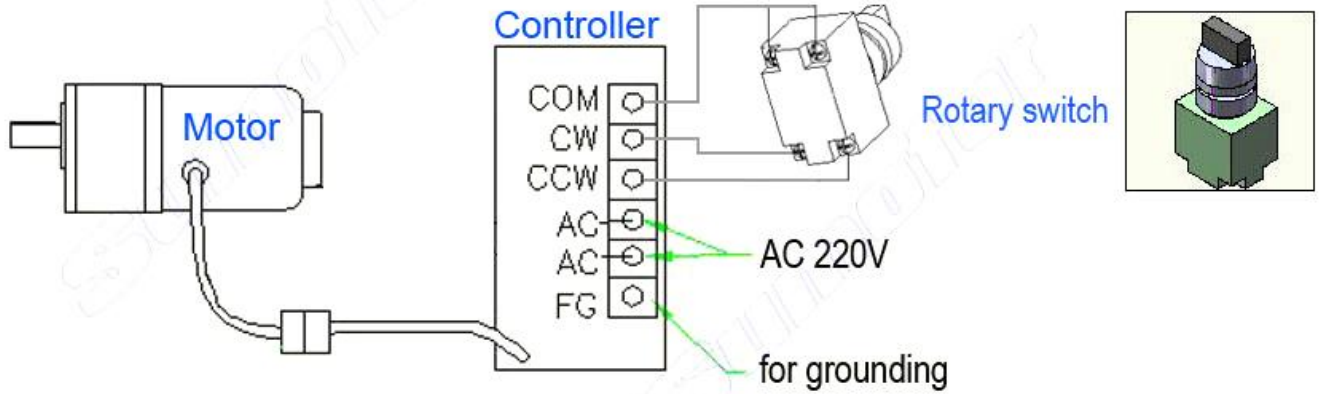 Controller
COM
CW
CCW
AC
AC
FG
Motor
Rotary switch
AC 220V
for grounding